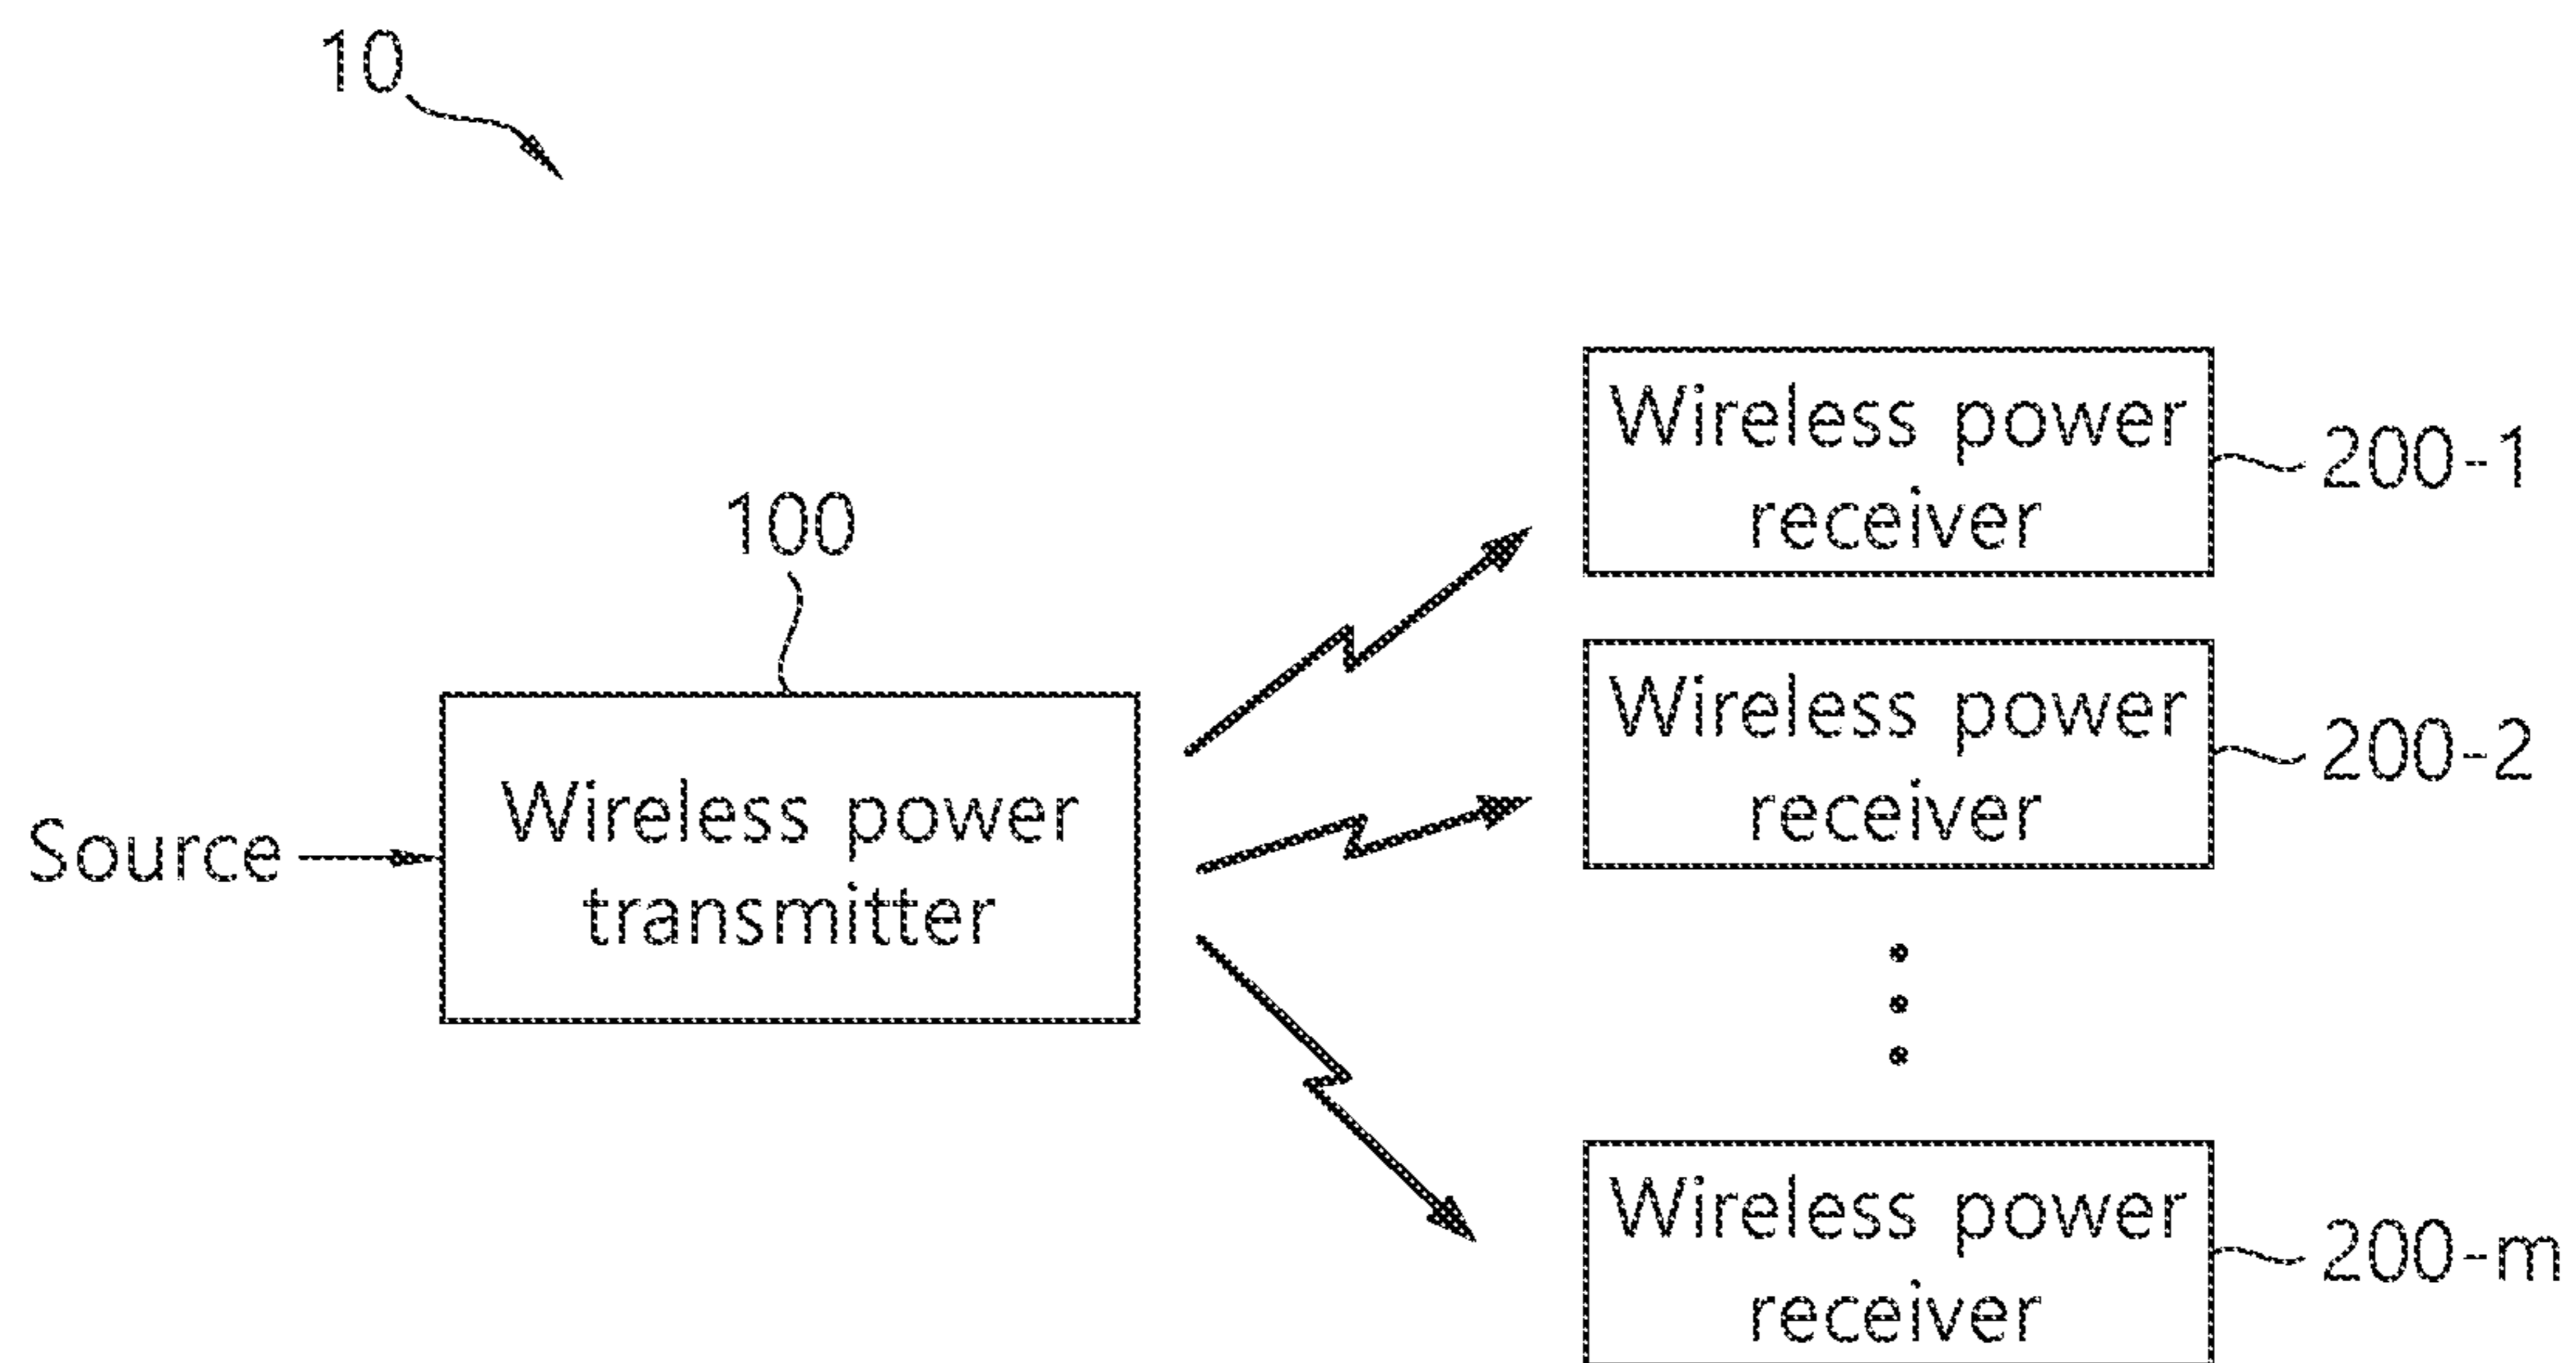 10
100
Source
Wireless power
transmitter
Wireless power
receiver
200-1
Wireless power
receiver
200-2
Wireless power
receiver
200-m